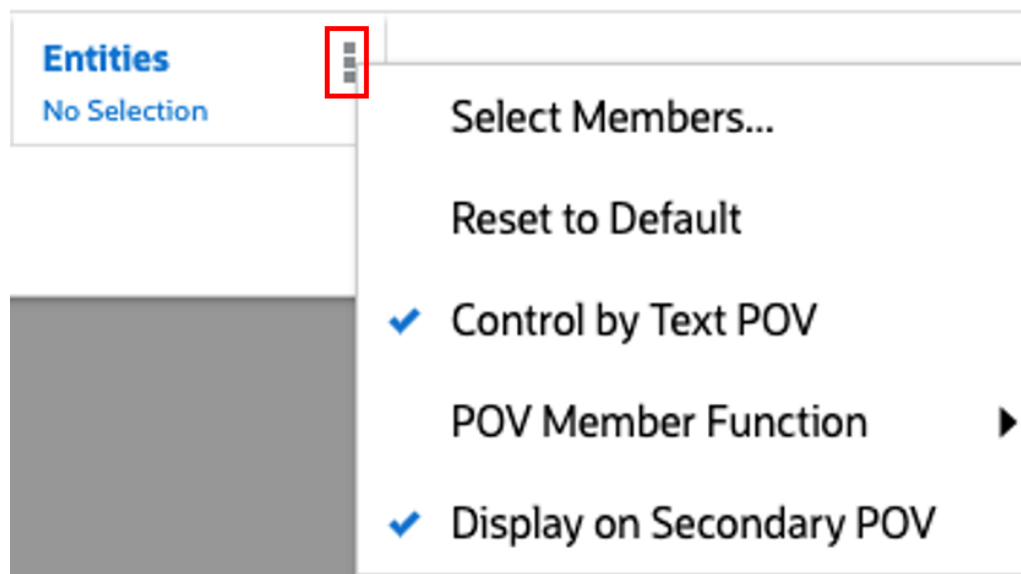 Entities
No Selection
Select Members...
Reset to Default
Control by Text POV
POV Member Function
Display on Secondary POV